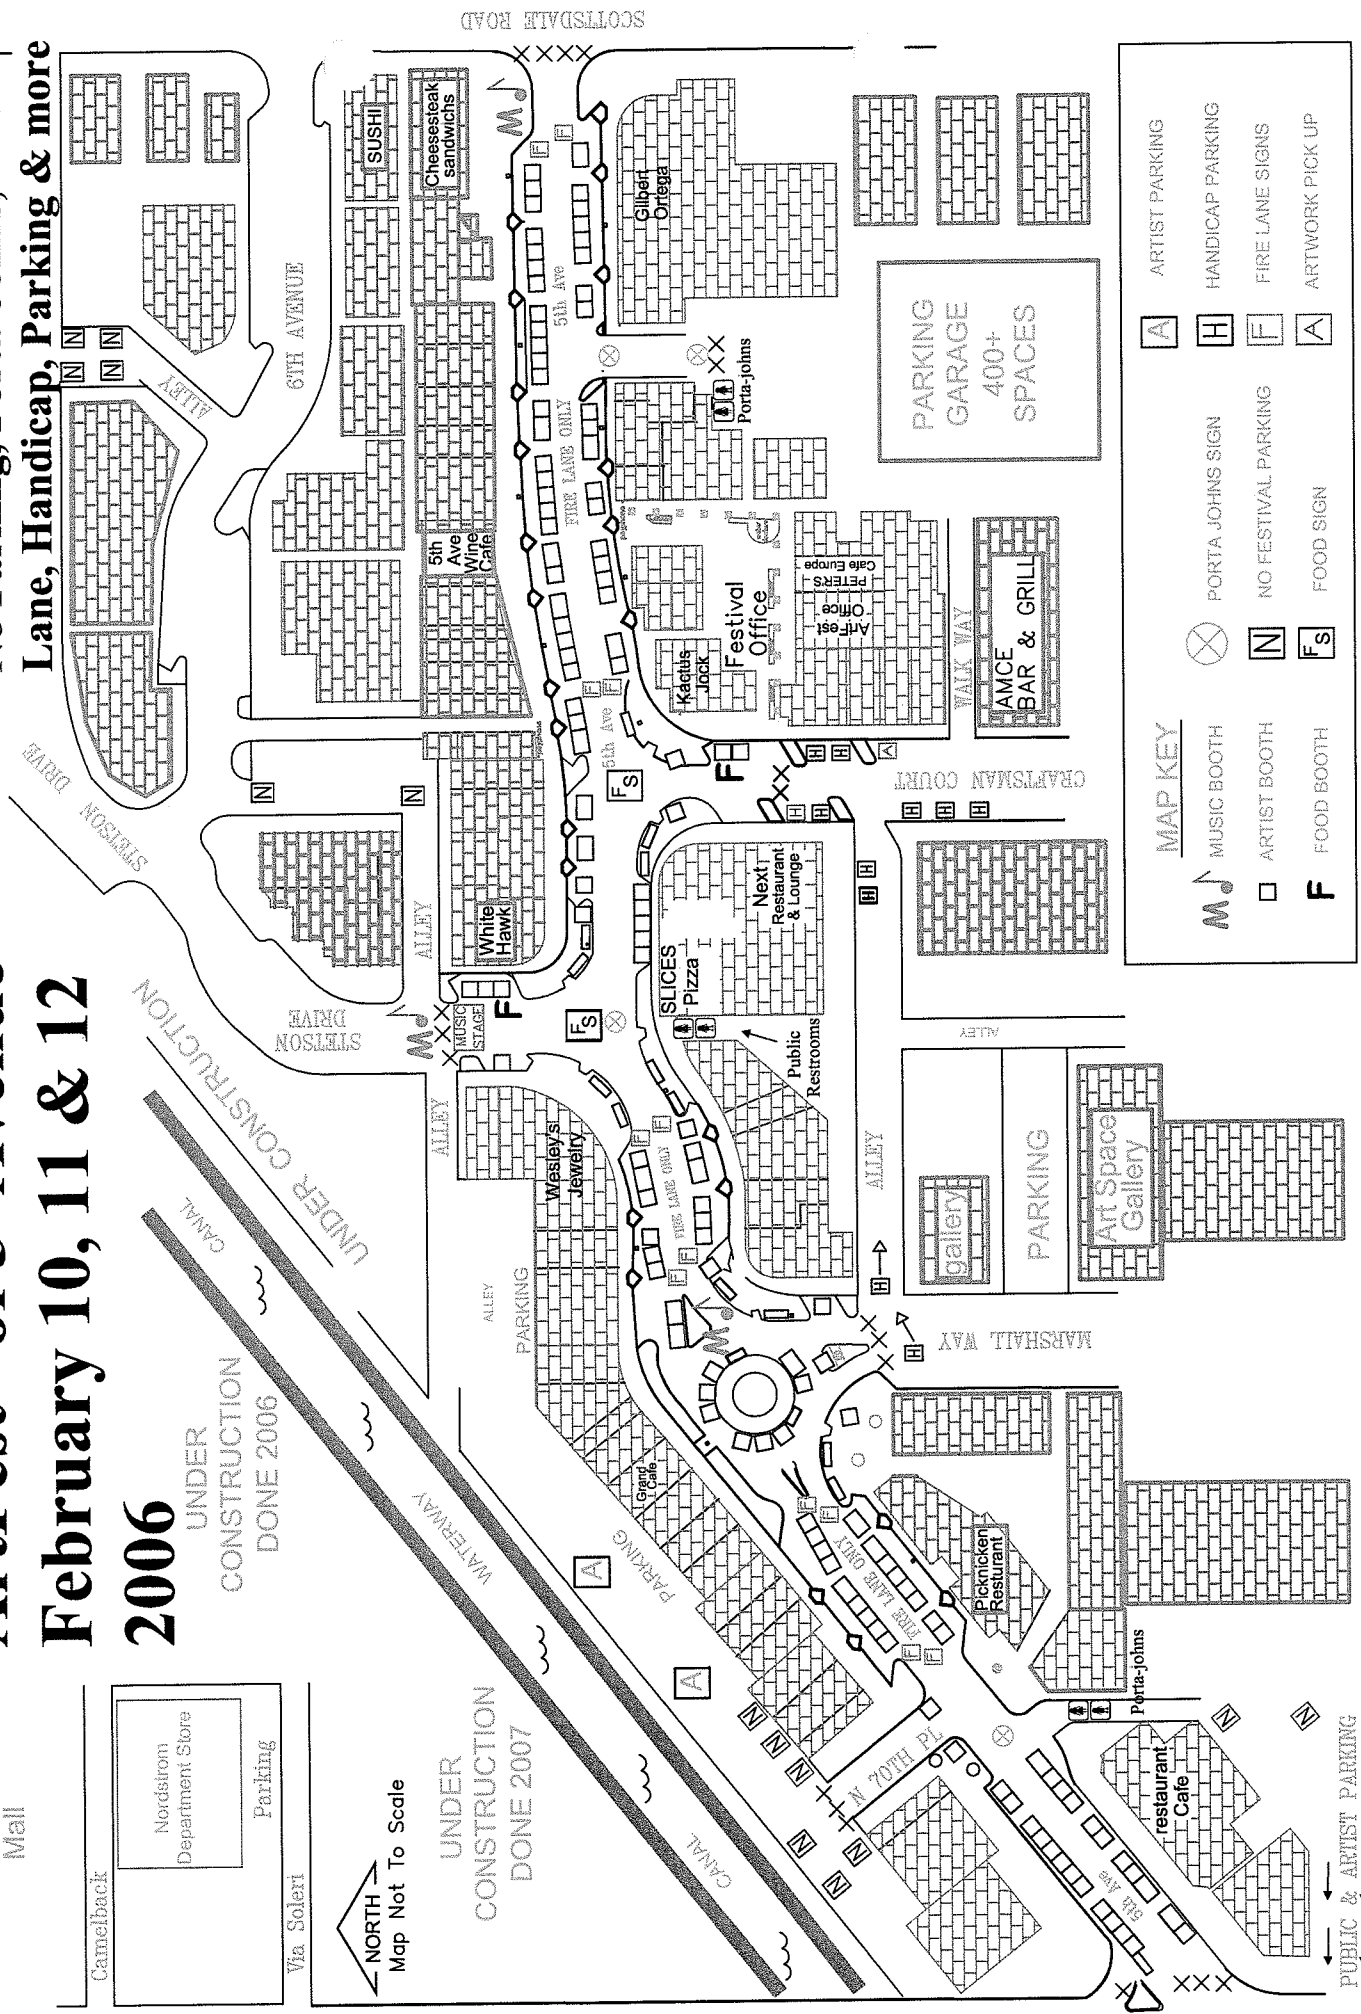 Lane, Handicap, Parking & more
February 10, 11 & 12
2006
Mall
Camelback
Nordstrom
Department Store
Parking
Via Soleri
NORTH
Map Not To Scale
UNDER
CONSTRUCTION
DONE 2006
UNDER
CONSTRUCTION
DONE 2007
CANAL
CANAL
WATERWAY
UNDER CONSTRUCTION
STETSON DRIVE
STETSON
DRIVE
ALLEY
6TH AVENUE
SCOTTSDALE ROAD
N
N
N
N
N
N
SUSHI
Cheesesteak
sandwichs
5th
Ave
Wine
Cafe
White
Hawk
ALLEY
ALLEY
MUSIC
STAGE
F
FS
FS
F
Wesley's
Jewelry
ALLEY
PARKING
Grand
Cafe
PARKING
A
A
N
N
N
N
N
N
N 70TH PL
5th Ave
5th Ave
5th Ave
FIRE LANE ONLY
FIRE LANE ONLY
FIRE LANE ONLY
F
F
F
F
F
F
F
F
F
F
F
F
Gilbert
Ortega
Porta-johns
PARKING
GARAGE
400+
SPACES
Kactus
Jock
Festival
Office
ArtFest
Office
PETER'S
Cafe Europe
WALK WAY
AMCE
BAR & GRILL
CRAFTSMAN COURT
H
H
A
H
H
H
H
H
H
H
SLICES
Pizza
Next
Restaurant
& Lounge
Public
Restrooms
ALLEY
ALLEY
gallery
PARKING
Art Space
Gallery
MARSHALL WAY
H
H
Picknicken
Resturant
Porta-johns
restaurant
Cafe
N
N
PUBLIC & ARTIST PARKING
MAP KEY
MUSIC BOOTH
ARTIST BOOTH
F FOOD BOOTH
PORTA JOHNS SIGN
N NO FESTIVAL PARKING
FS FOOD SIGN
A ARTIST PARKING
H HANDICAP PARKING
F FIRE LANE SIGNS
A ARTWORK PICK UP